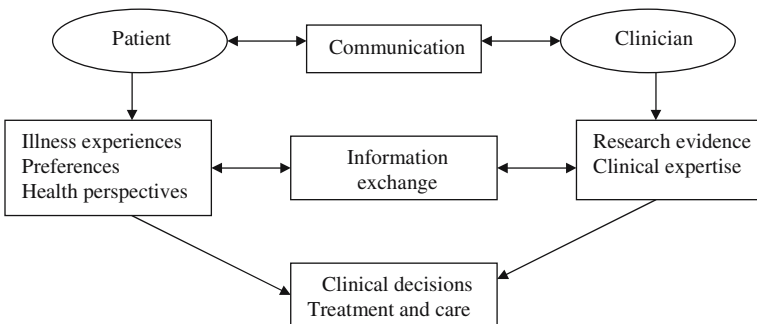 Patient
Communication
Clinician
Illness experiences
Preferences
Health perspectives
Information
exchange
Research evidence
Clinical expertise
Clinical decisions
Treatment and care